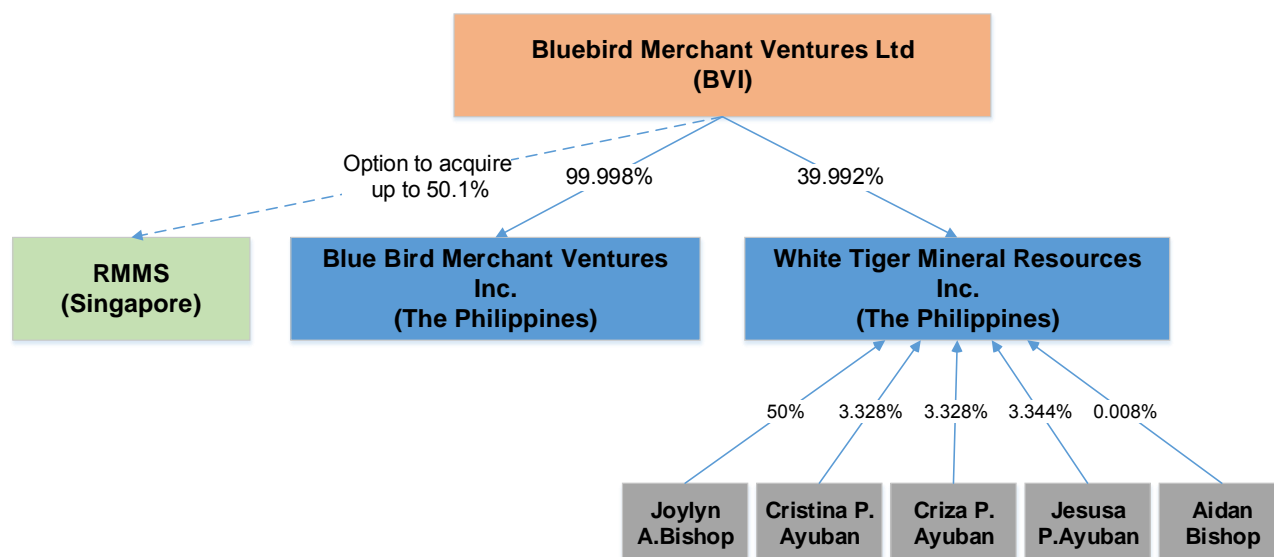 Bluebird Merchant Ventures Ltd
(BVI)
Option to acquire
up to 50.1%
99.998%
39.992%
RMMS
(Singapore)
Blue Bird Merchant Ventures
Inc.
(The Philippines)
White Tiger Mineral Resources
Inc.
(The Philippines)
50%
3.328%
3.328%
3.344%
0.008%
Joylyn
A.Bishop
Cristina P.
Ayuban
Criza P.
Ayuban
Jesusa
P.Ayuban
Aidan
Bishop